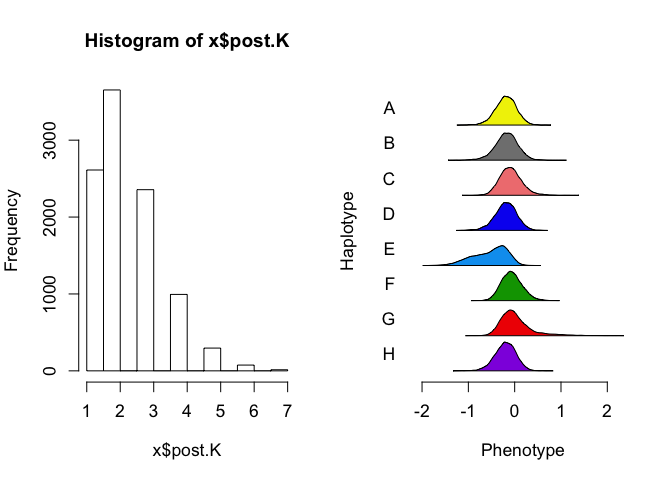 Histogram of x$post.K
Frequency
0
1000
2000
3000
1 2 3 4 5 6 7
x$post.K
Haplotype
A
B
C
D
E
F
G
H
-2 -1 0 1 2
Phenotype